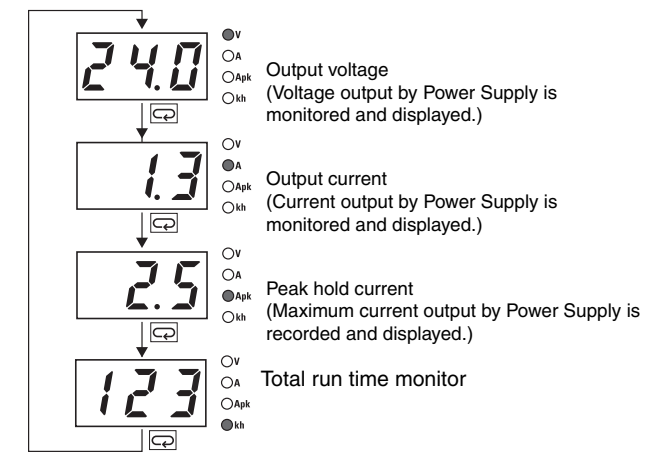 24.0
V
A
Apk
kh
Output voltage
(Voltage output by Power Supply is
monitored and displayed.)
1.3
V
A
Apk
kh
Output current
(Current output by Power Supply is
monitored and displayed.)
2.5
V
A
Apk
kh
Peak hold current
(Maximum current output by Power Supply is
recorded and displayed.)
123
V
A
Apk
kh
Total run time monitor